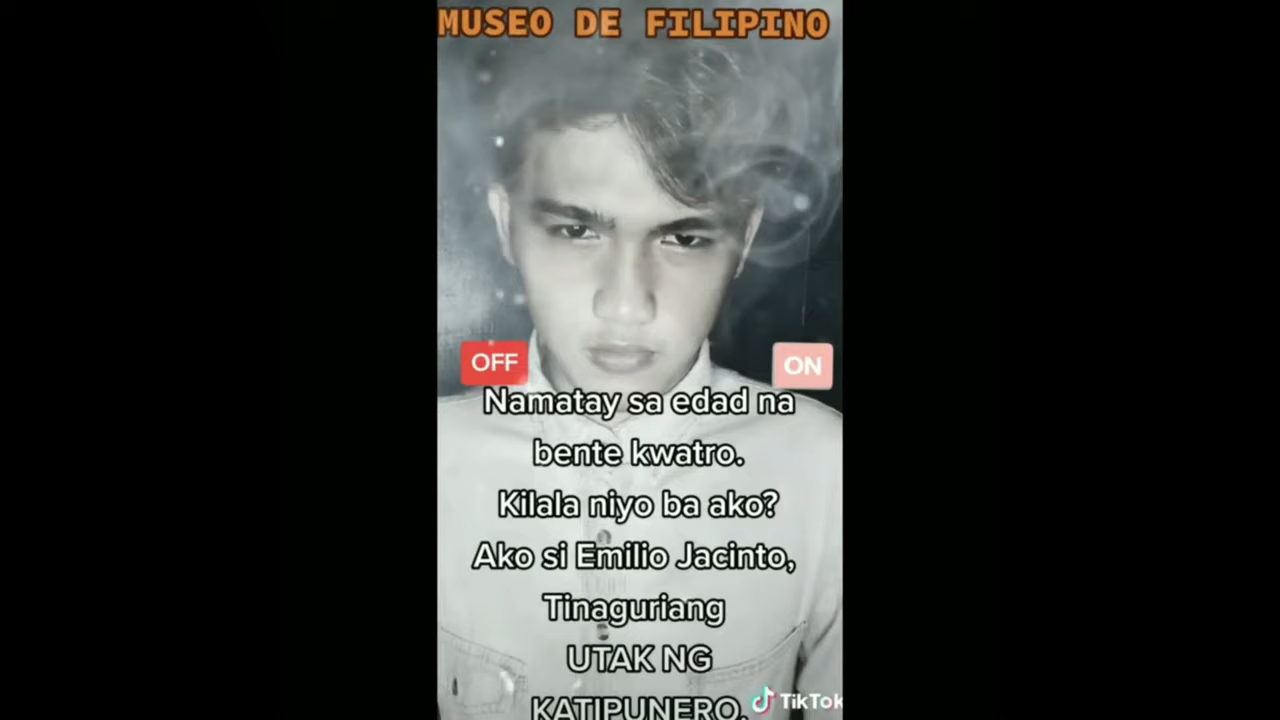 MUSEO DE FILIPINO
OFF
ON
Namatay sa edad na
bente kwatro.
Kilala niyo ba ako?
Ako si Emilio Jacinto,
Tinaguriang
UTAK NG
KATIPUNERO.
TikTok